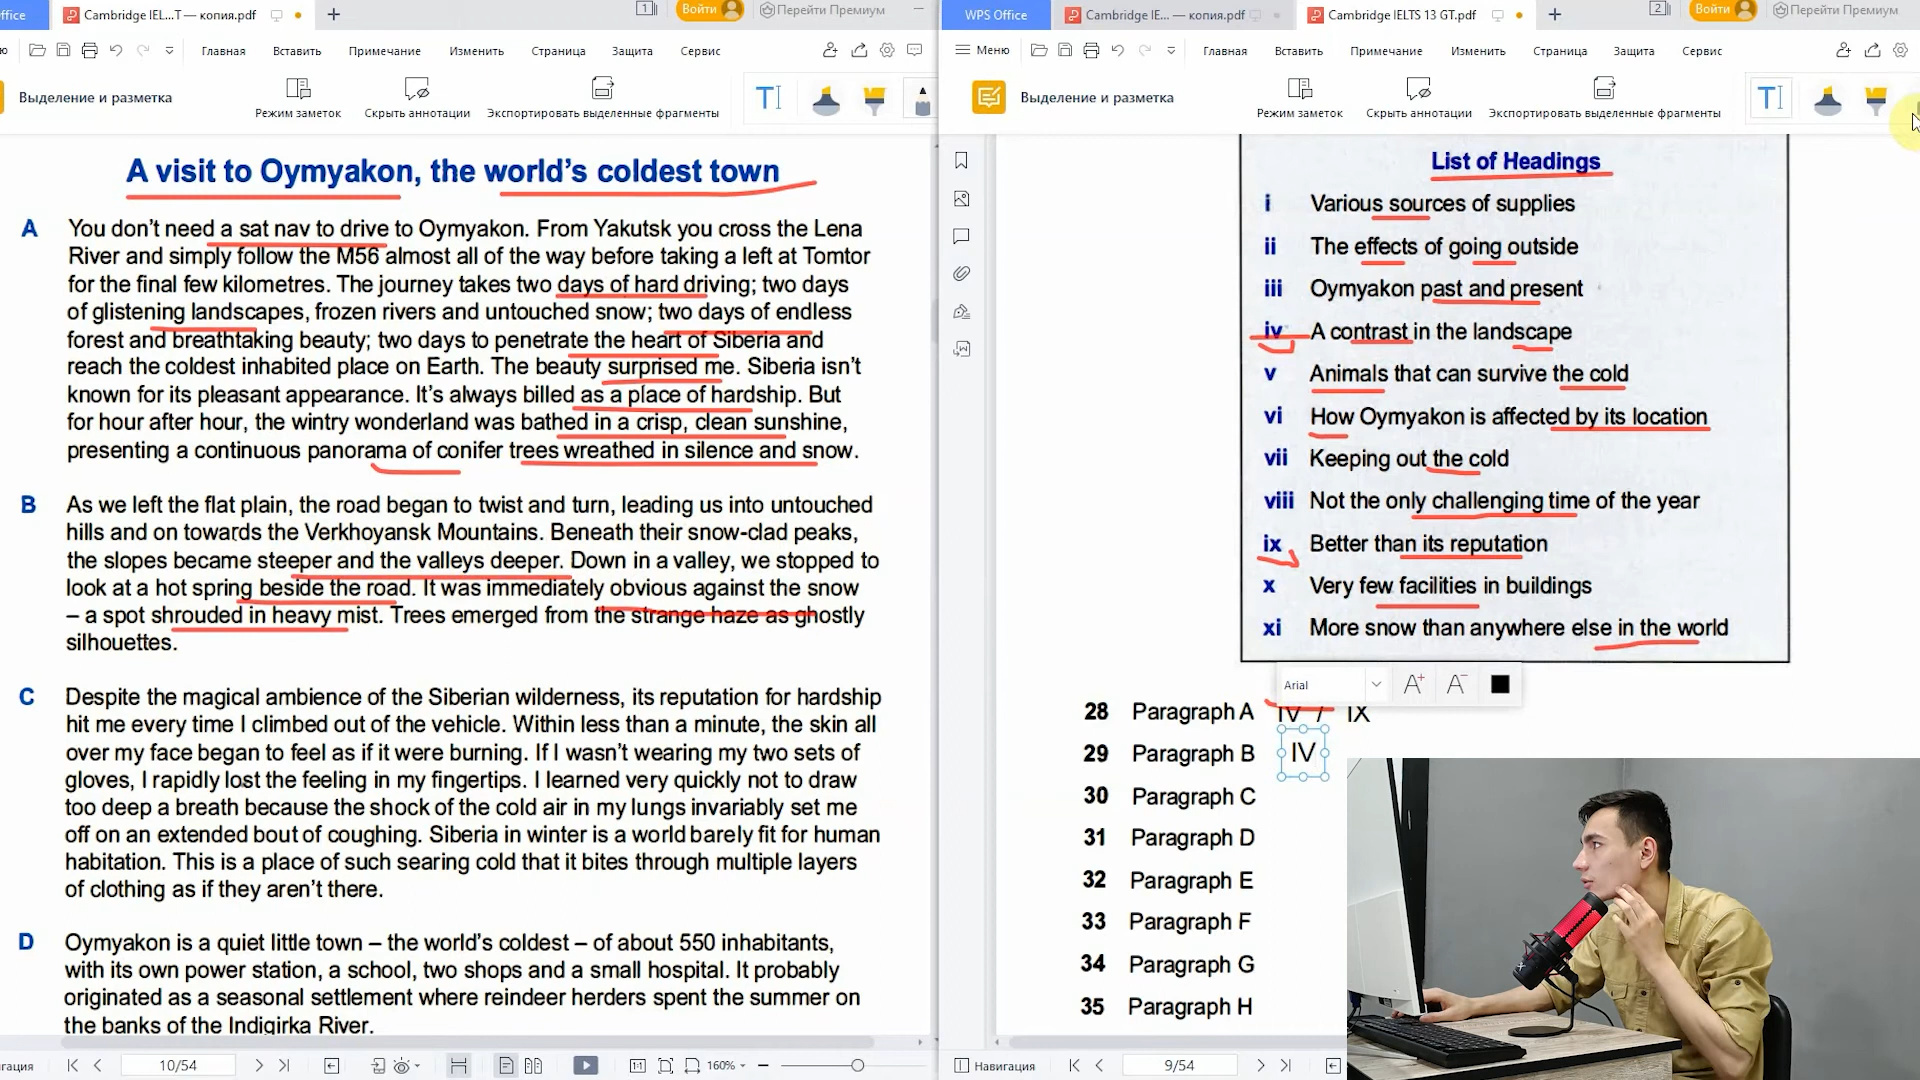 ffice
Cambridge IEL...T — копия.pdf
1
Войти
Перейти Премиум
Главная
Вставить
Примечание
Изменить
Страница
Защита
Сервис
Выделение и разметка
Режим заметок
Скрыть аннотации
Экспортировать выделенные фрагменты
A visit to Oymyakon, the world's coldest town
A
You don't need a sat nav to drive to Oymyakon. From Yakutsk you cross the Lena
River and simply follow the M56 almost all of the way before taking a left at Tomtor
for the final few kilometres. The journey takes two days of hard driving; two days
of glistening landscapes, frozen rivers and untouched snow; two days of endless
forest and breathtaking beauty; two days to penetrate the heart of Siberia and
reach the coldest inhabited place on Earth. The beauty surprised me. Siberia isn't
known for its pleasant appearance. It's always billed as a place of hardship. But
for hour after hour, the wintry wonderland was bathed in a crisp, clean sunshine,
presenting a continuous panorama of conifer trees wreathed in silence and snow.
B
As we left the flat plain, the road began to twist and turn, leading us into untouched
hills and on towards the Verkhoyansk Mountains. Beneath their snow-clad peaks,
the slopes became steeper and the valleys deeper. Down in a valley, we stopped to
look at a hot spring beside the road. It was immediately obvious against the snow
– a spot shrouded in heavy mist. Trees emerged from the strange haze as ghostly
silhouettes.
C
Despite the magical ambience of the Siberian wilderness, its reputation for hardship
hit me every time I climbed out of the vehicle. Within less than a minute, the skin all
over my face began to feel as if it were burning. If I wasn't wearing my two sets of
gloves, I rapidly lost the feeling in my fingertips. I learned very quickly not to draw
too deep a breath because the shock of the cold air in my lungs invariably set me
off on an extended bout of coughing. Siberia in winter is a world barely fit for human
habitation. This is a place of such searing cold that it bites through multiple layers
of clothing as if they aren't there.
D
Oymyakon is a quiet little town – the world's coldest – of about 550 inhabitants,
with its own power station, a school, two shops and a small hospital. It probably
originated as a seasonal settlement where reindeer herders spent the summer on
the banks of the Indigirka River.
гация
10/54
160%
WPS Office
Cambridge IE... — копия.pdf
Cambridge IELTS 13 GT.pdf
2
Войти
Перейти Премиум
Меню
Главная
Вставить
Примечание
Изменить
Страница
Защита
Сервис
Выделение и разметка
Режим заметок
Скрыть аннотации
Экспортировать выделенные фрагменты
List of Headings
i Various sources of supplies
ii The effects of going outside
iii Oymyakon past and present
iv A contrast in the landscape
v Animals that can survive the cold
vi How Oymyakon is affected by its location
vii Keeping out the cold
viii Not the only challenging time of the year
ix Better than its reputation
x Very few facilities in buildings
xi More snow than anywhere else in the world
Arial
A+
A-
28 Paragraph A IV / IX
29 Paragraph B IV
30 Paragraph C
31 Paragraph D
32 Paragraph E
33 Paragraph F
34 Paragraph G
35 Paragraph H
Навигация
9/54